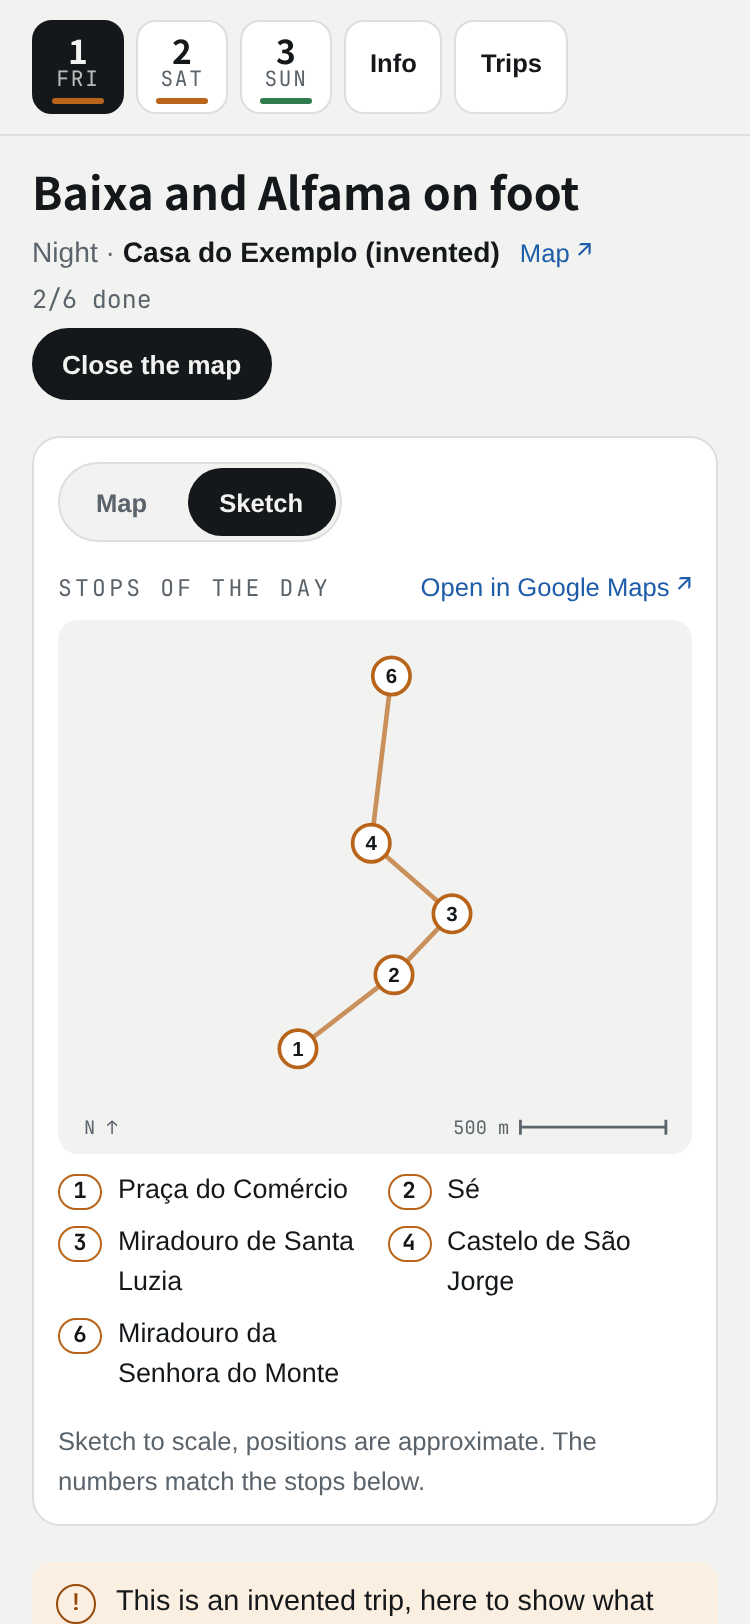 1
FRI
2
SAT
3
SUN
Info
Trips
Baixa and Alfama on foot
Night · Casa do Exemplo (invented) Map ↗
2/6 done
Close the map
Map
Sketch
STOPS OF THE DAY
Open in Google Maps ↗
6
4
3
2
1
N ↑
500 m
1 Praça do Comércio
2 Sé
3 Miradouro de Santa
Luzia
4 Castelo de São
Jorge
6 Miradouro da
Senhora do Monte
Sketch to scale, positions are approximate. The
numbers match the stops below.
! This is an invented trip, here to show what